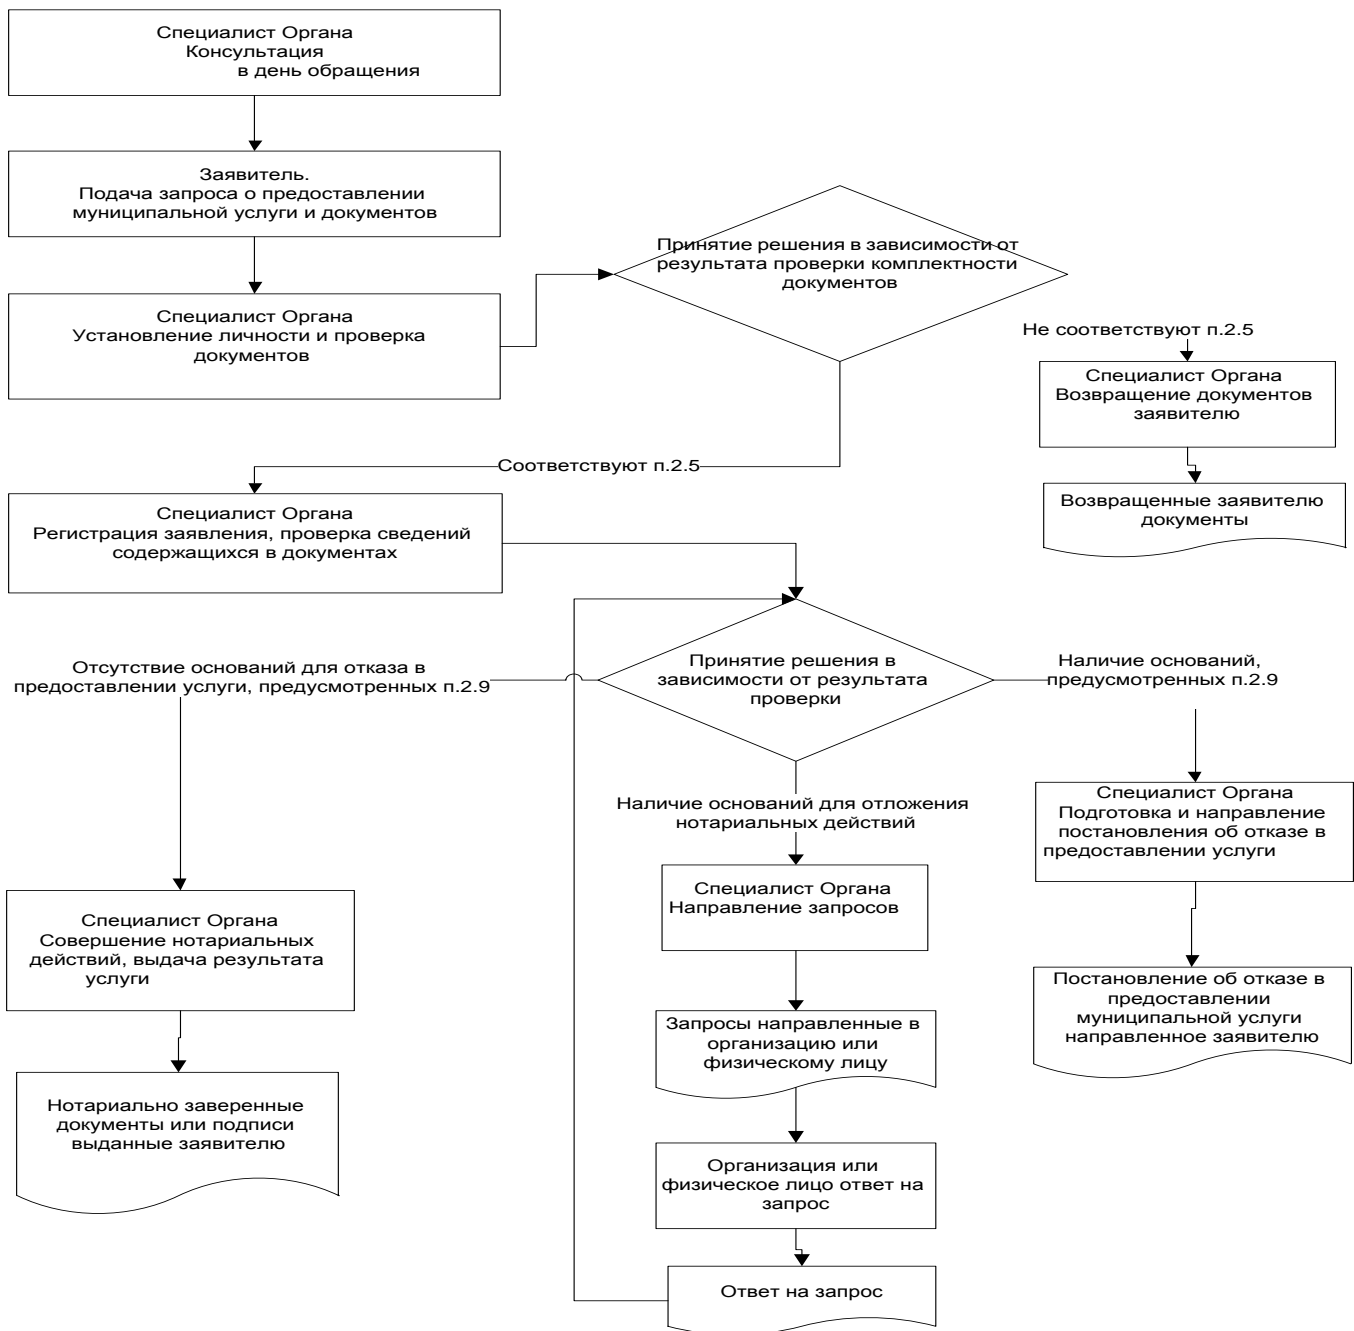 Специалист Органа
Консультация
в день обращения
Заявитель.
Подача запроса о предоставлении
муниципальной услуги и документов
Специалист Органа
Установление личности и проверка
документов
Принятие решения в зависимости от
результата проверки комплектности
документов
Не соответствуют п.2.5
Специалист Органа
Возвращение документов
заявителю
Возвращенные заявителю
документы
Соответствуют п.2.5
Специалист Органа
Регистрация заявления, проверка сведений
содержащихся в документах
Принятие решения в
зависимости от результата
проверки
Отсутствие оснований для отказа в
предоставлении услуги, предусмотренных п.2.9
Наличие оснований,
предусмотренных п.2.9
Наличие оснований для отложения
нотариальных действий
Специалист Органа
Совершение нотариальных
действий, выдача результата
услуги
Нотариально заверенные
документы или подписи
выданные заявителю
Специалист Органа
Направление запросов
Запросы направленные в
организацию или
физическому лицу
Организация или
физическое лицо ответ на
запрос
Ответ на запрос
Специалист Органа
Подготовка и направление
постановления об отказе в
предоставлении услуги
Постановление об отказе в
предоставлении
муниципальной услуги
направленное заявителю